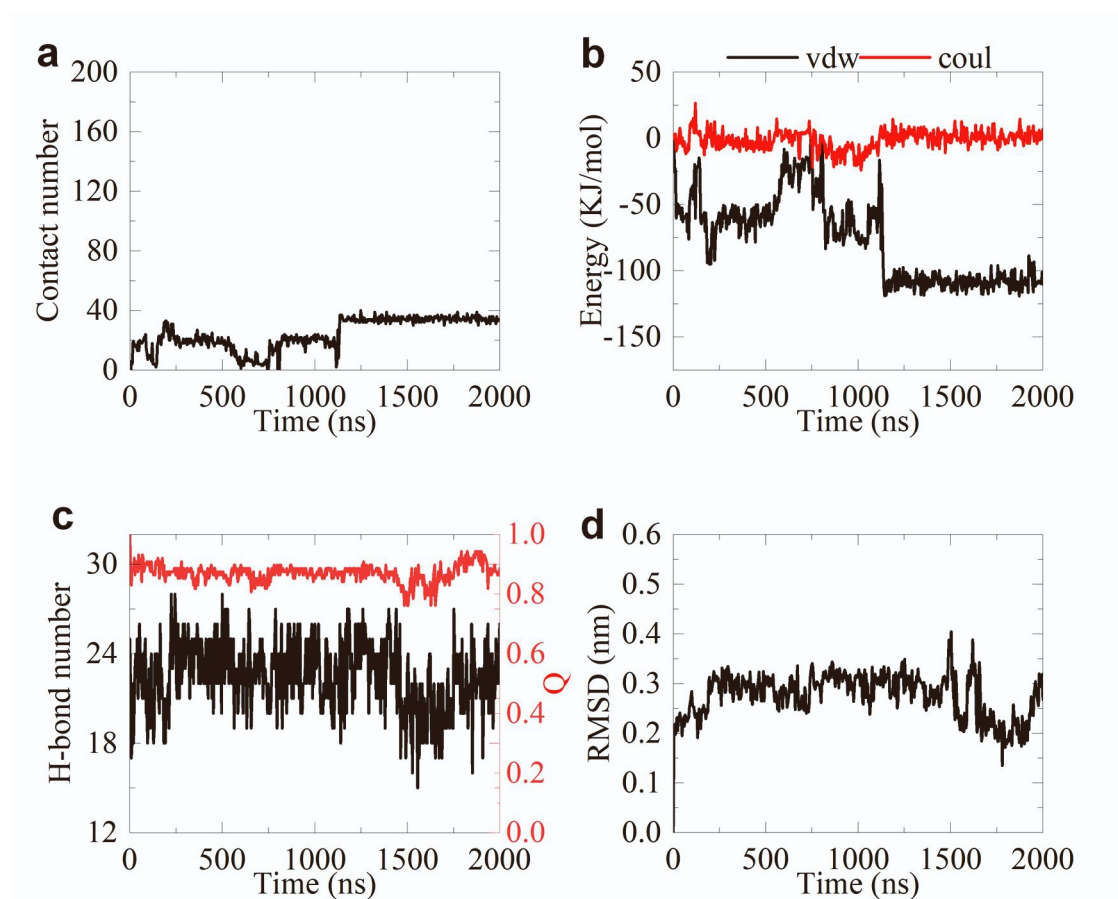 a
200
160
120
80
40
0
Contact number
0 500 1000 1500 2000
Time (ns)
b
vdw coul
50
0
-50
-100
-150
Energy (KJ/mol)
0 500 1000 1500 2000
Time (ns)
c
30
24
18
12
H-bond number
1.0
0.8
0.6
0.4
0.2
0.0
Q
0 500 1000 1500 2000
Time (ns)
d
0.6
0.5
0.4
0.3
0.2
0.1
0.0
RMSD (nm)
0 500 1000 1500 2000
Time (ns)